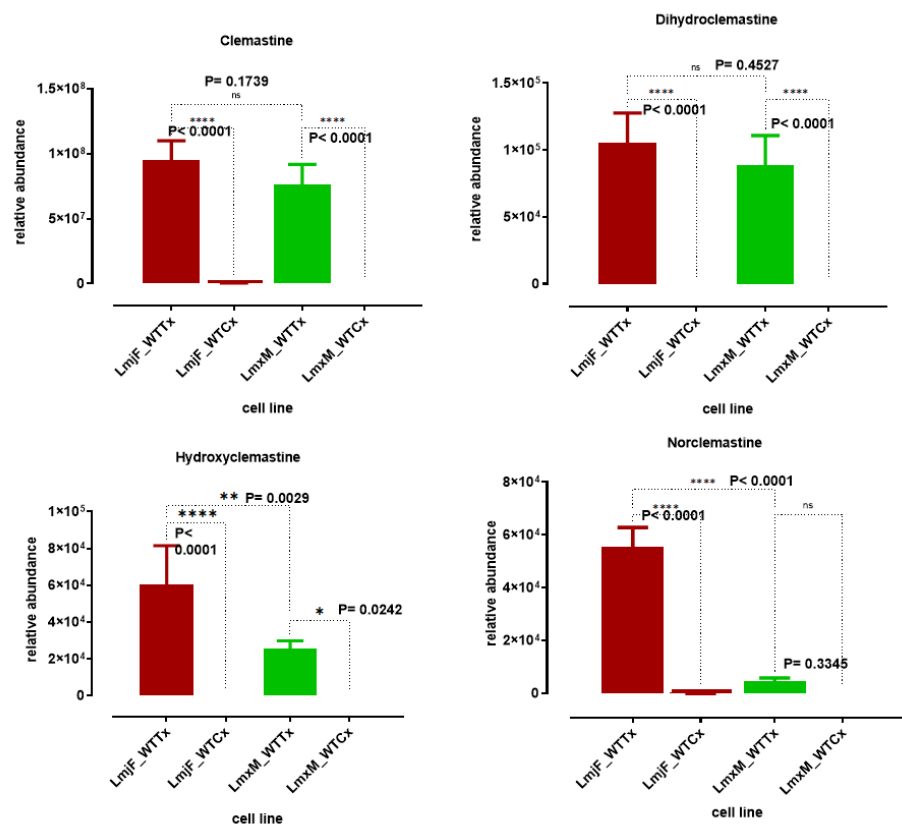 Clemastine
P= 0.1739
ns
1.5×10⁸
****
****
P< 0.0001
P< 0.0001
1×10⁸
5×10⁷
0
relative abundance
LmjF_WTTx
LmjF_WTCx
LmxM_WTTx
LmxM_WTCx
cell line
Dihydroclemastine
ns
P= 0.4527
1.5×10⁵
****
****
P< 0.0001
P< 0.0001
1×10⁵
5×10⁴
0
relative abundance
LmjF_WTTx
LmjF_WTCx
LmxM_WTTx
LmxM_WTCx
cell line
Hydroxyclemastine
**
P= 0.0029
1×10⁵
****
P<
0.0001
8×10⁴
6×10⁴
4×10⁴
*
P= 0.0242
2×10⁴
0
relative abundance
LmjF_WTTx
LmjF_WTCx
LmxM_WTTx
LmxM_WTCx
cell line
Norclemastine
8×10⁴
****
P< 0.0001
****
P< 0.0001
ns
6×10⁴
4×10⁴
2×10⁴
P= 0.3345
0
relative abundance
LmjF_WTTx
LmjF_WTCx
LmxM_WTTx
LmxM_WTCx
cell line